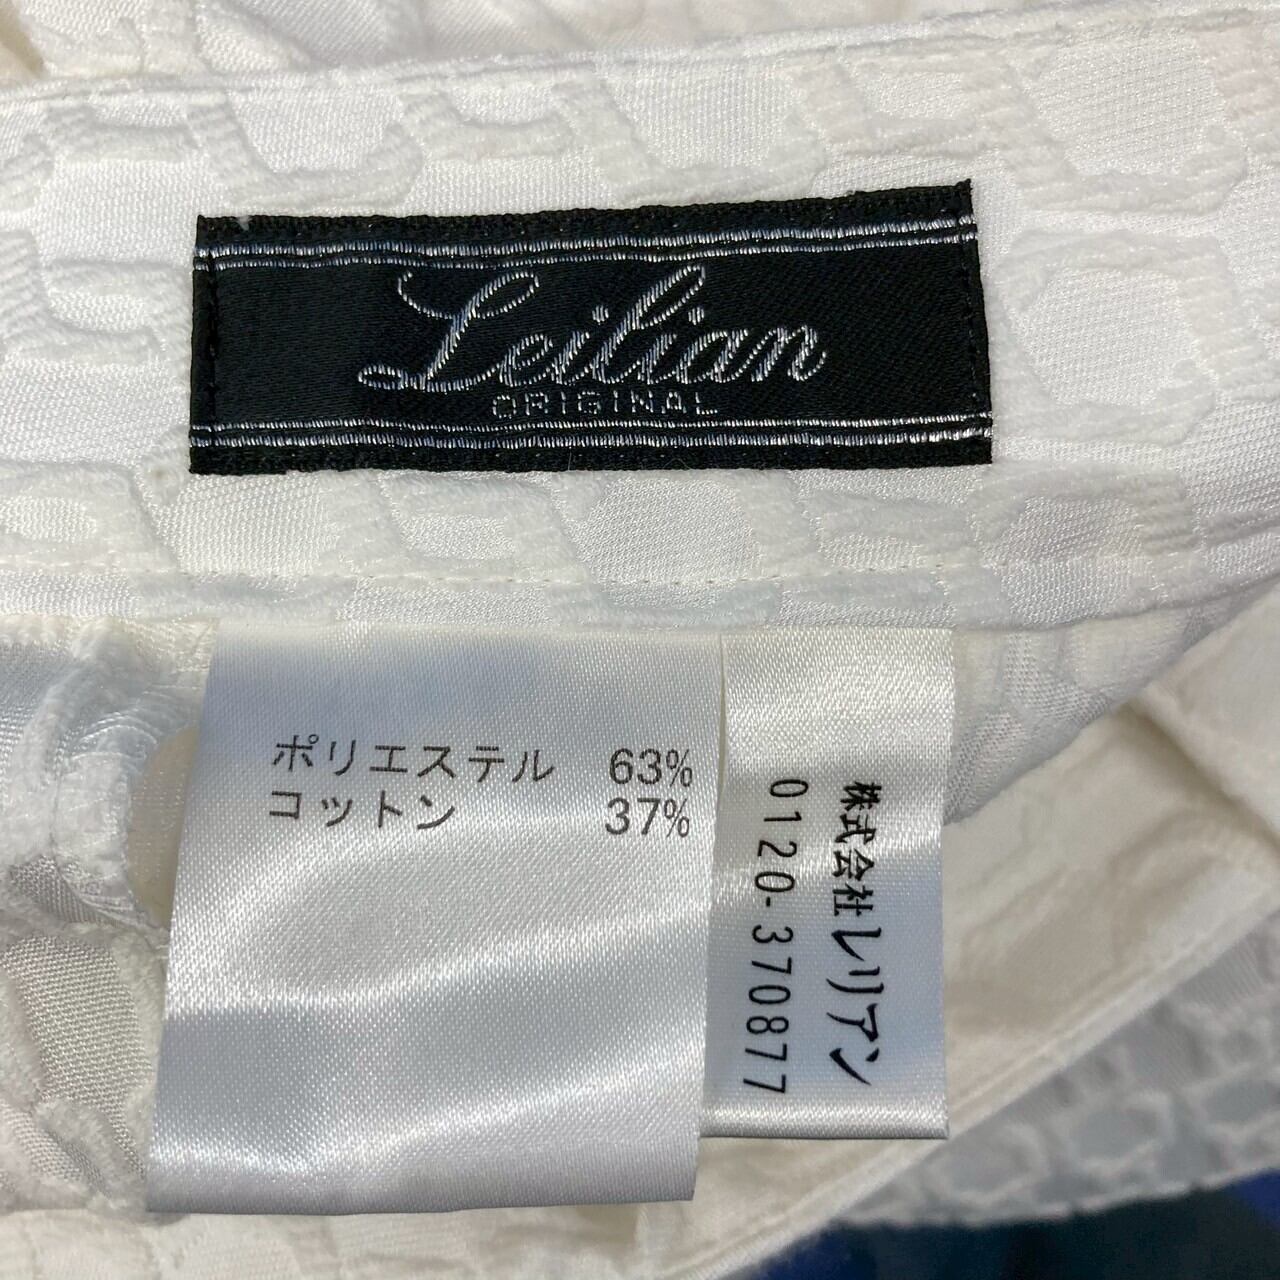 Leilian
ORIGINAL
ポリエステル 63%
コットン 37%
株式会社レリアン
0120-370877